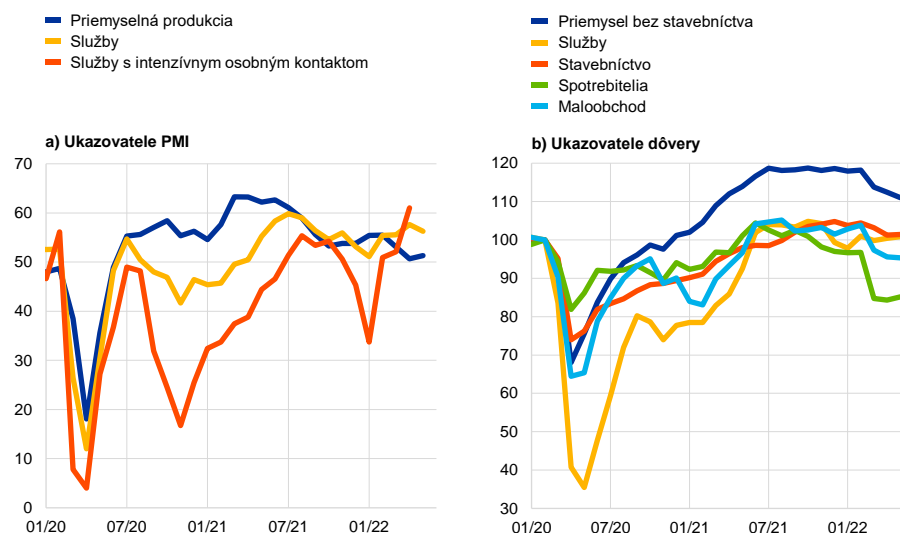 Priemyselná produkcia
Služby
Služby s intenzívnym osobným kontaktom
a) Ukazovatele PMI
70
60
50
40
30
20
10
0
01/20 07/20 01/21 07/21 01/22
Priemysel bez stavebníctva
Služby
Stavebníctvo
Spotrebitelia
Maloobchod
b) Ukazovatele dôvery
120
110
100
90
80
70
60
50
40
30
01/20 07/20 01/21 07/21 01/22